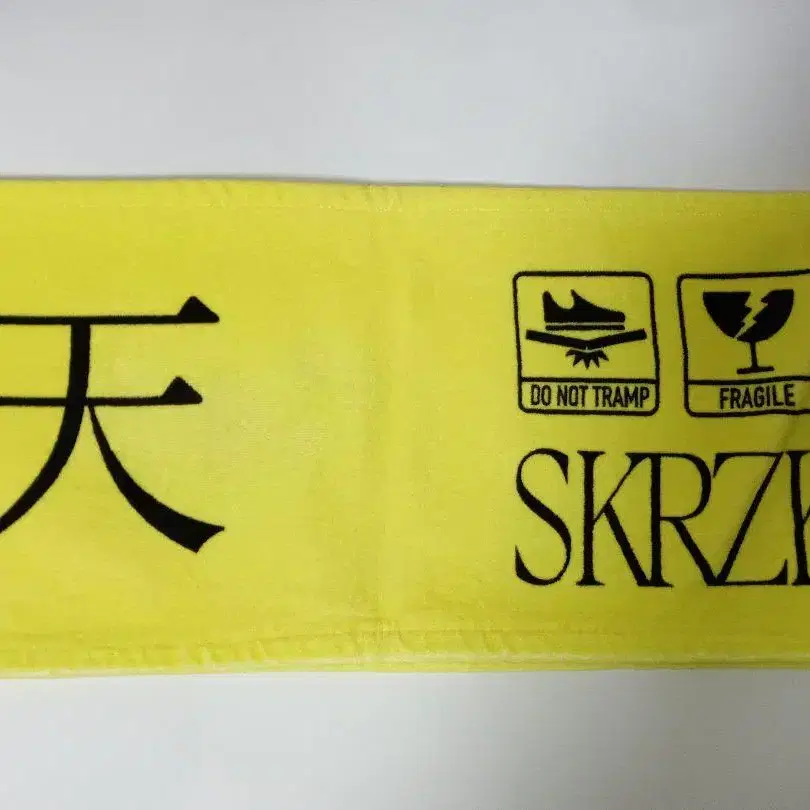 天
DO NOT TRAMP
FRAGILE
SKRZ